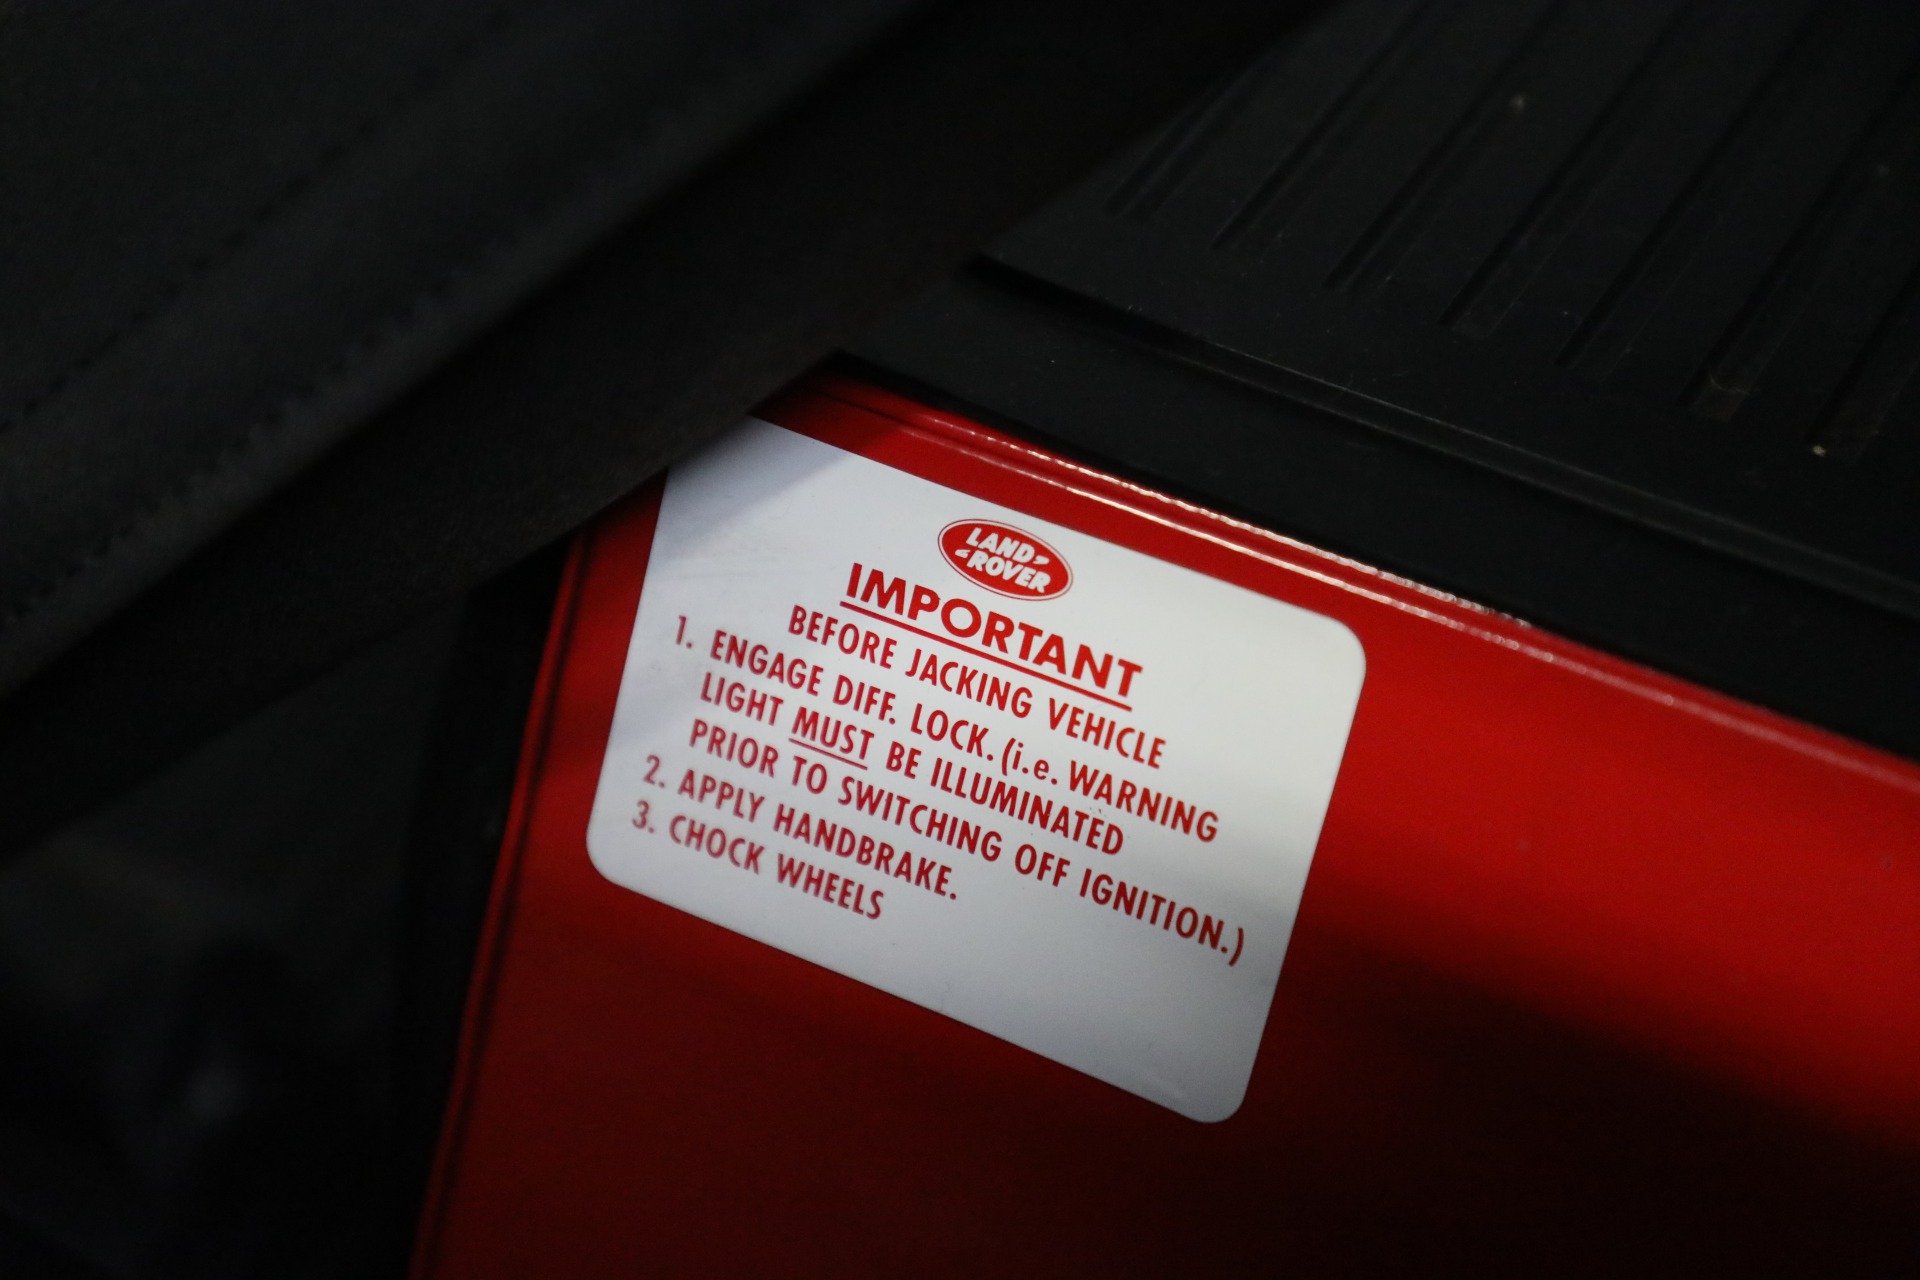 LAND
ROVER
IMPORTANT
BEFORE JACKING VEHICLE
1. ENGAGE DIFF. LOCK. (i.e. WARNING
LIGHT MUST BE ILLUMINATED
PRIOR TO SWITCHING OFF IGNITION.)
2. APPLY HANDBRAKE.
3. CHOCK WHEELS